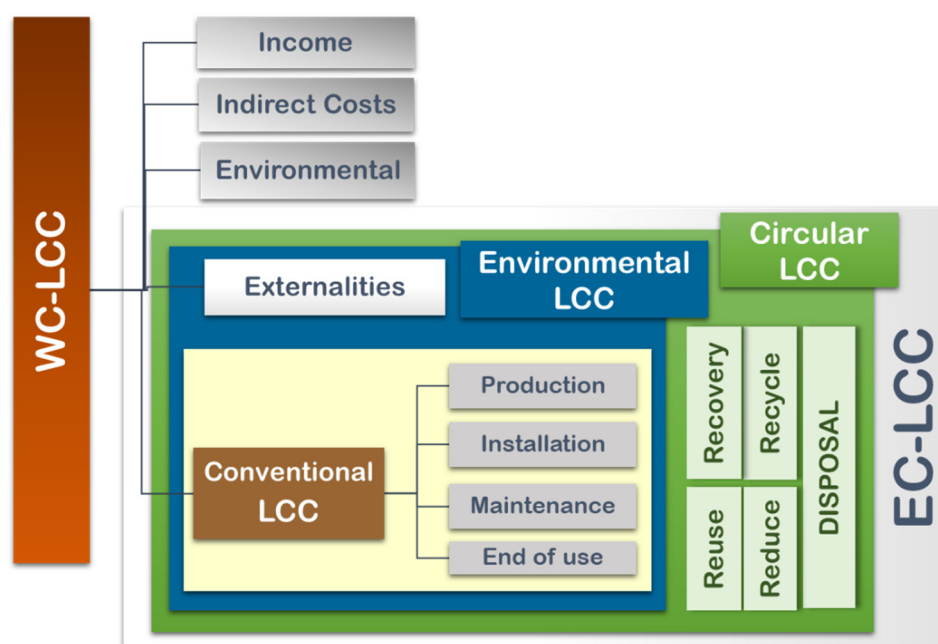 WC-LCC
Income
Indirect Costs
Environmental
Circular
LCC
Environmental
LCC
Externalities
EC-LCC
Conventional
LCC
Production
Installation
Maintenance
End of use
Recovery
Recycle
DISPOSAL
Reuse
Reduce